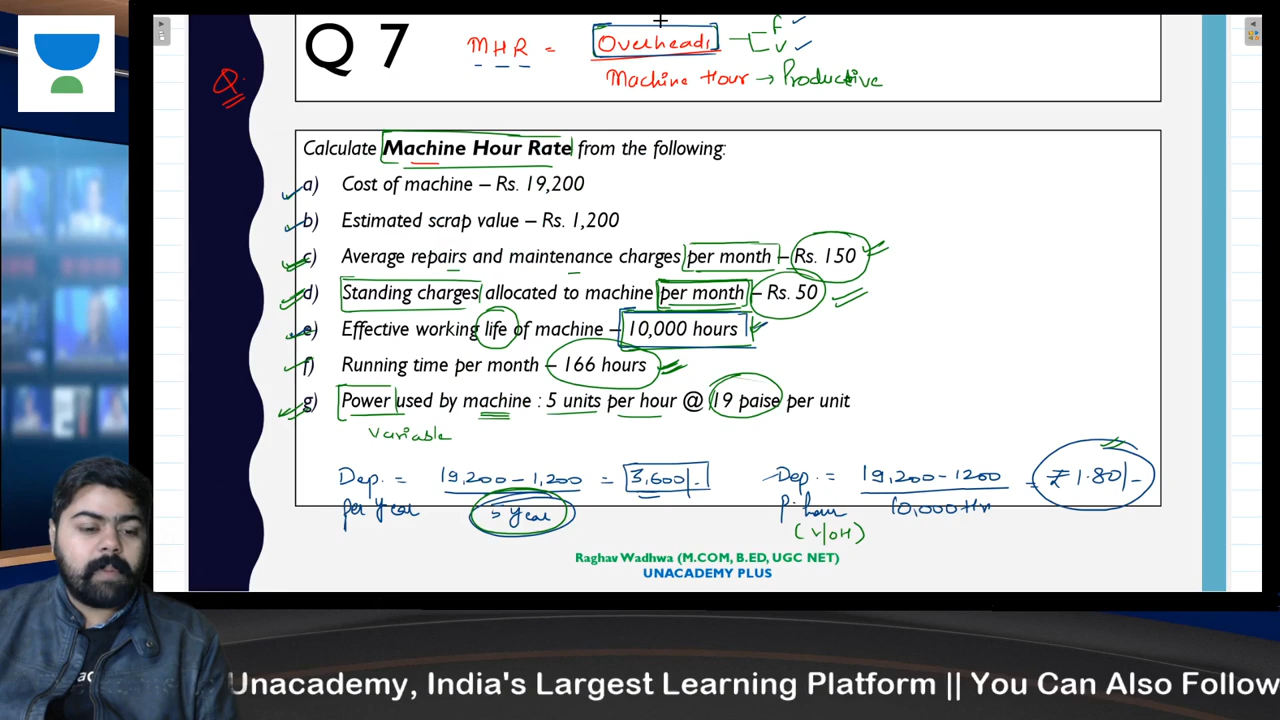 Q 7
MHR = Overheads f
v
Machine Hour → Productive
Q.
Calculate Machine Hour Rate from the following:
a) Cost of machine – Rs. 19,200
b) Estimated scrap value – Rs. 1,200
c) Average repairs and maintenance charges per month – Rs. 150
d) Standing charges allocated to machine per month – Rs. 50
e) Effective working life of machine – 10,000 hours
f) Running time per month – 166 hours
g) Power used by machine : 5 units per hour @ 19 paise per unit
variable
Dep. = 19,200 - 1,200 = 3,600/-
per year 5 year
Dep. = 19,200 - 1200 = ₹1.80/-
p. hour 10,000 Hr
(V/OH)
Raghav Wadhwa (M.COM, B.ED, UGC NET)
UNACADEMY PLUS
Unacademy, India's Largest Learning Platform || You Can Also Follow